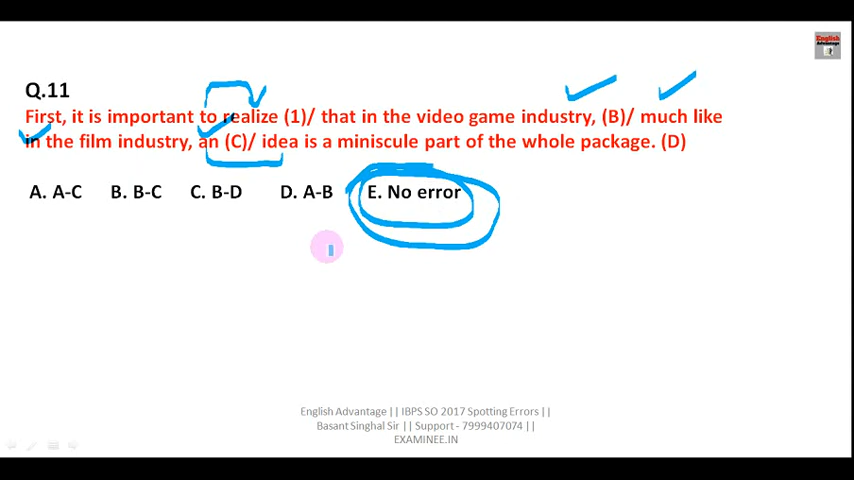 English
Advantage
Q.11
First, it is important to realize (1)/ that in the video game industry, (B)/ much like
in the film industry, an (C)/ idea is a miniscule part of the whole package. (D)
A. A-C B. B-C C. B-D D. A-B E. No error
English Advantage || IBPS SO 2017 Spotting Errors ||
Basant Singhal Sir || Support - 7999407074 ||
EXAMINEE.IN